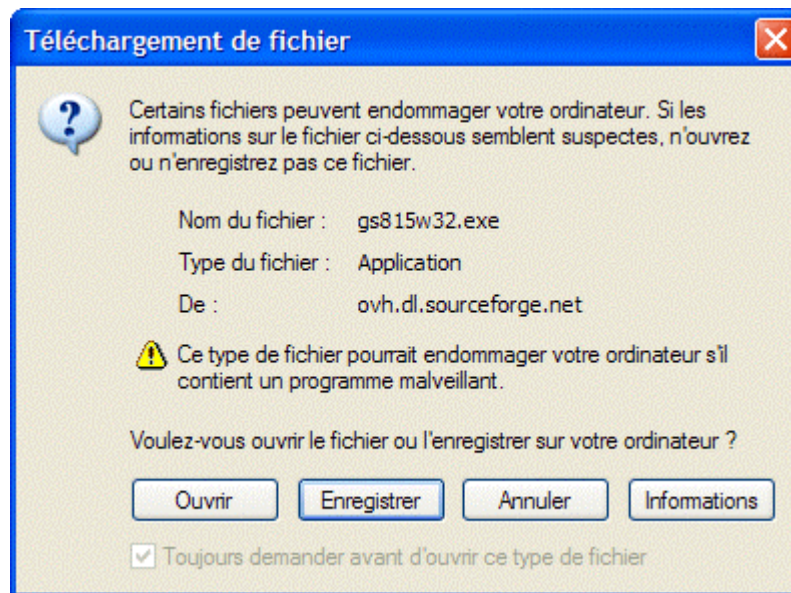 Téléchargement de fichier
Certains fichiers peuvent endommager votre ordinateur. Si les
informations sur le fichier ci-dessous semblent suspectes, n'ouvrez
ou n'enregistrez pas ce fichier.
Nom du fichier : gs815w32.exe
Type du fichier : Application
De : ovh.dl.sourceforge.net
Ce type de fichier pourrait endommager votre ordinateur s'il
contient un programme malveillant.
Voulez-vous ouvrir le fichier ou l'enregistrer sur votre ordinateur ?
Ouvrir Enregistrer Annuler Informations
Toujours demander avant d'ouvrir ce type de fichier